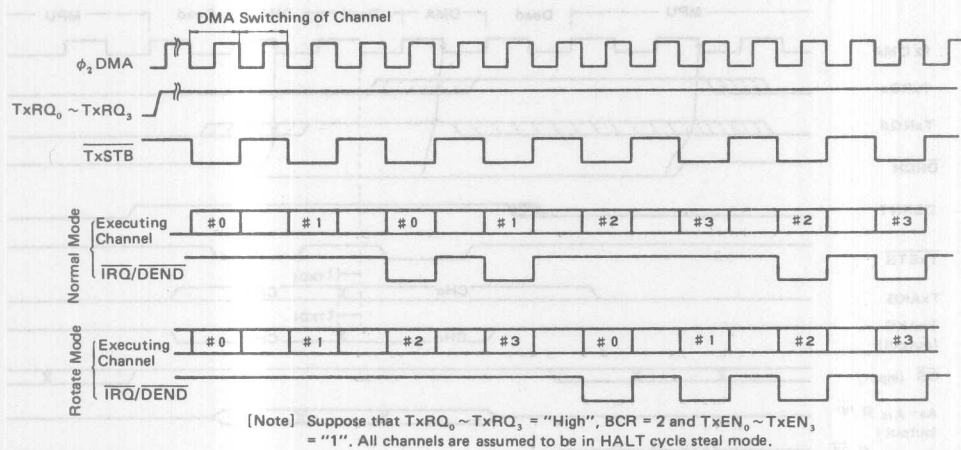 DMA Switching of Channel
φ₂ DMA
TxRQ₀ ~ TxRQ₃
TxSTB
Normal Mode
Executing Channel
#0 #1 #0 #1 #2 #3 #2 #3
IRQ/DEND
Rotate Mode
Executing Channel
#0 #1 #2 #3 #0 #1 #2 #3
IRQ/DEND
[Note] Suppose that TxRQ₀ ~ TxRQ₃ = "High", BCR = 2 and TxEN₀ ~ TxEN₃
= "1". All channels are assumed to be in HALT cycle steal mode.